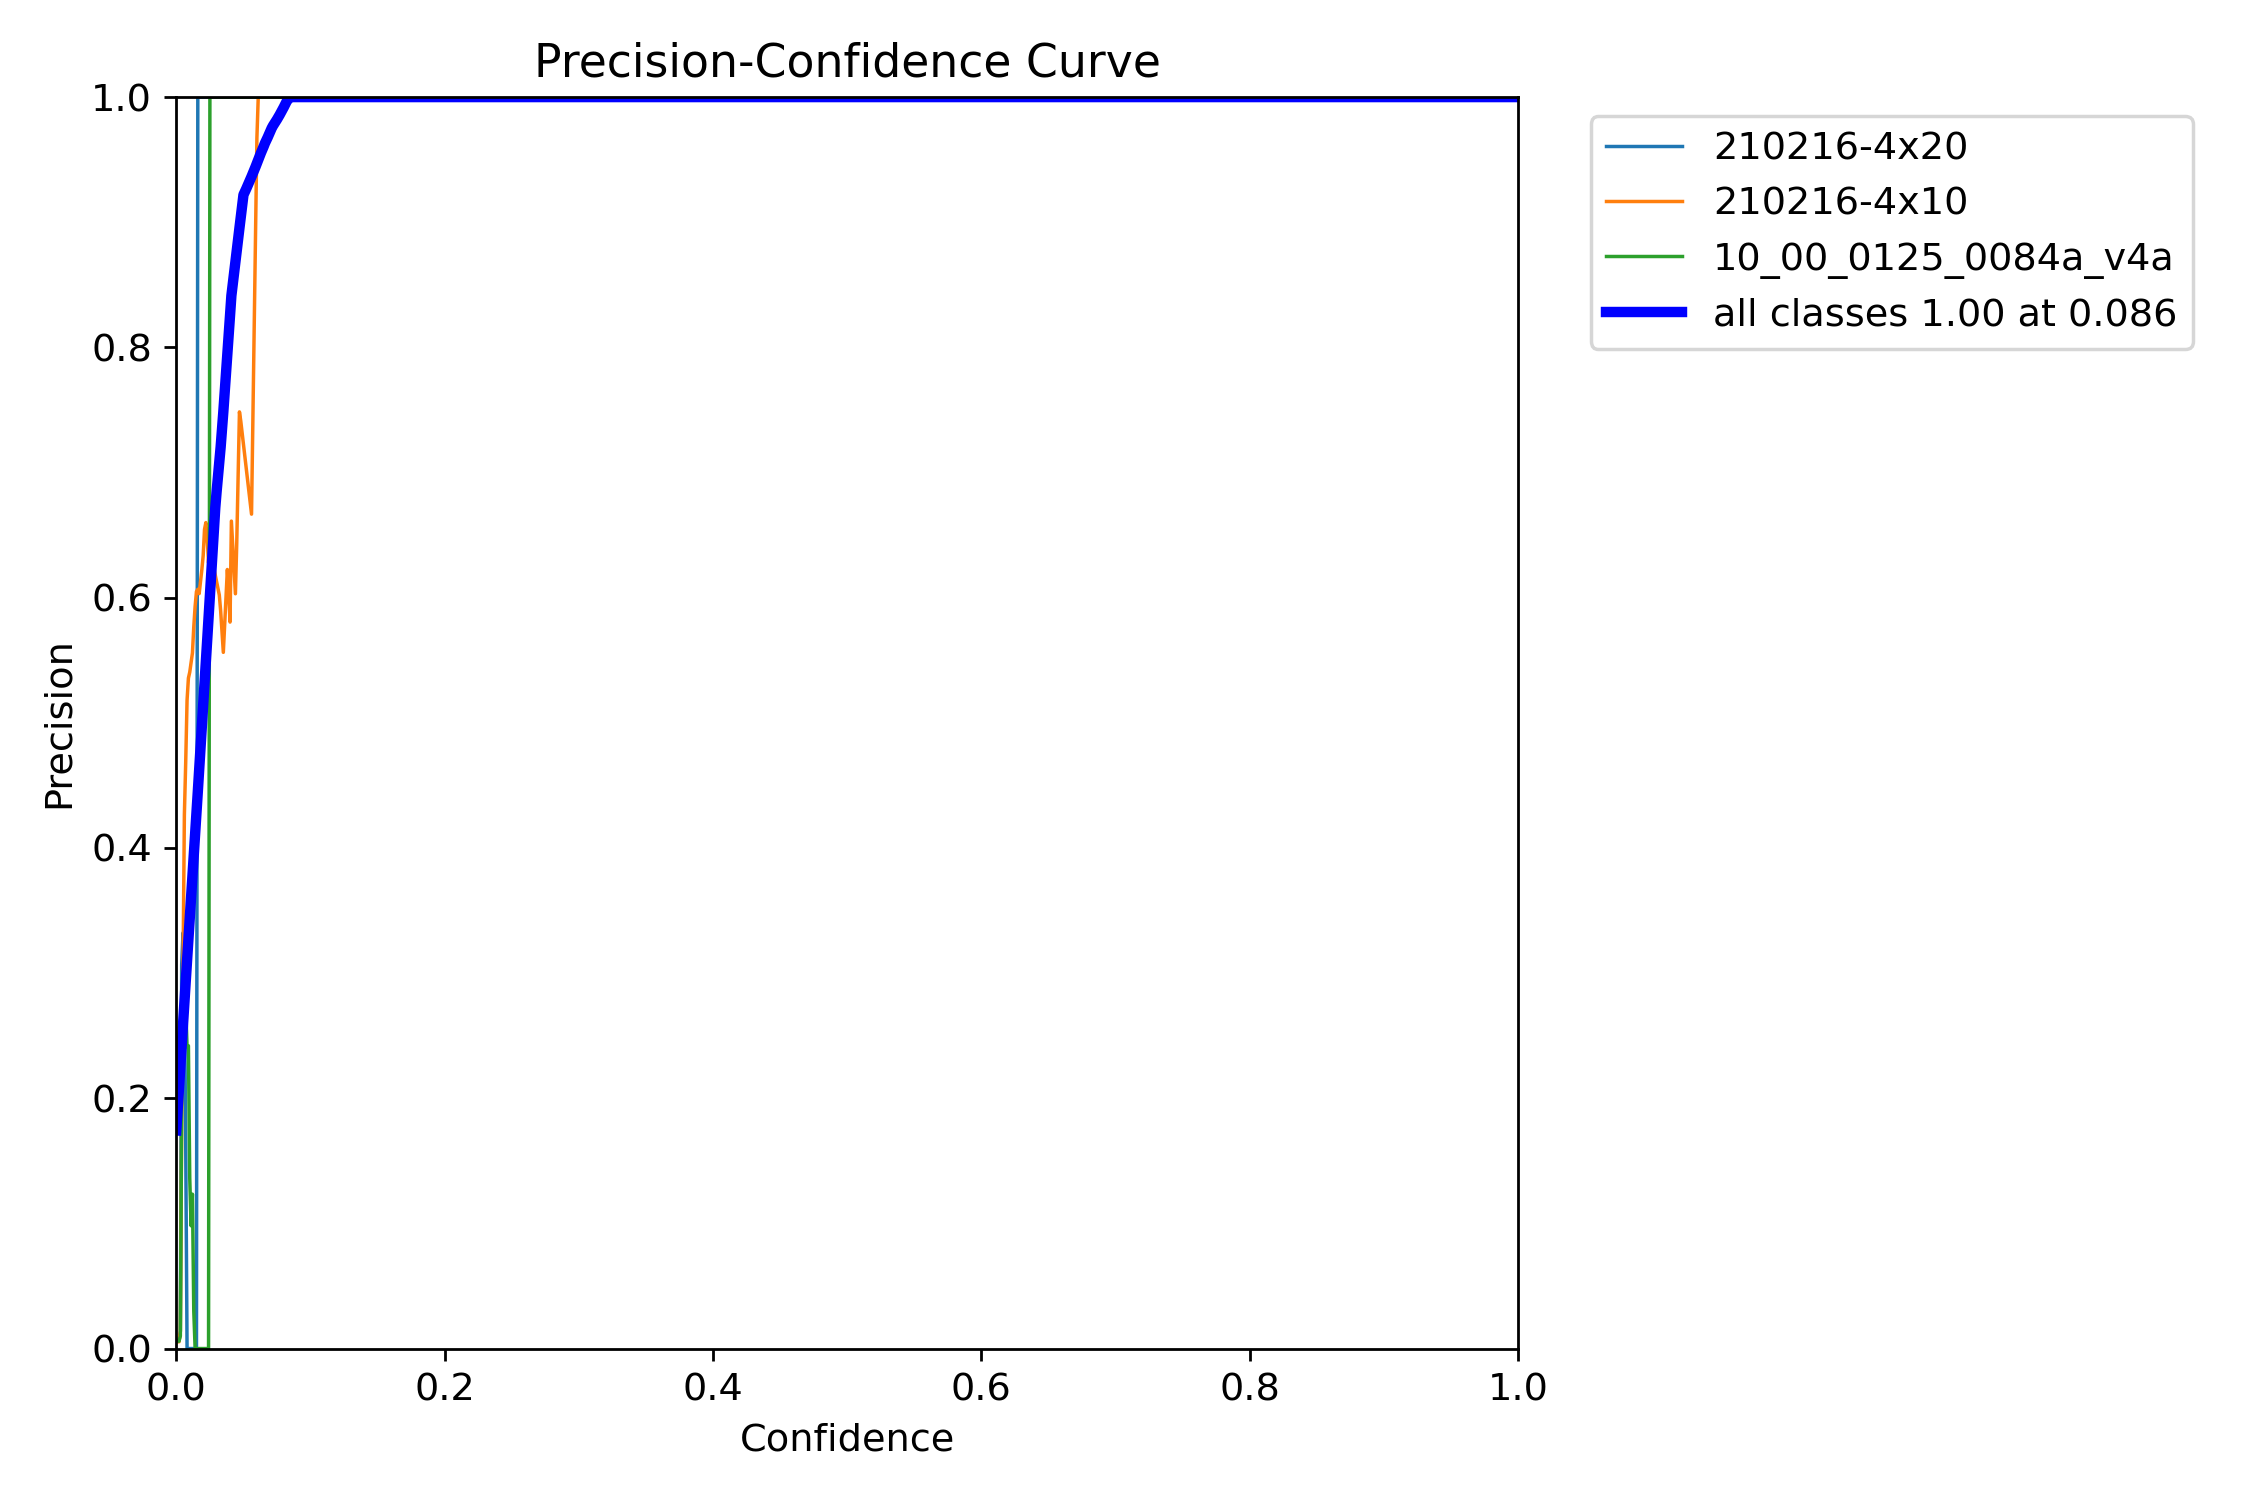 Precision-Confidence Curve
1.0
0.8
0.6
0.4
0.2
0.0
Precision
0.0 0.2 0.4 0.6 0.8 1.0
Confidence
210216-4x20
210216-4x10
10_00_0125_0084a_v4a
all classes 1.00 at 0.086